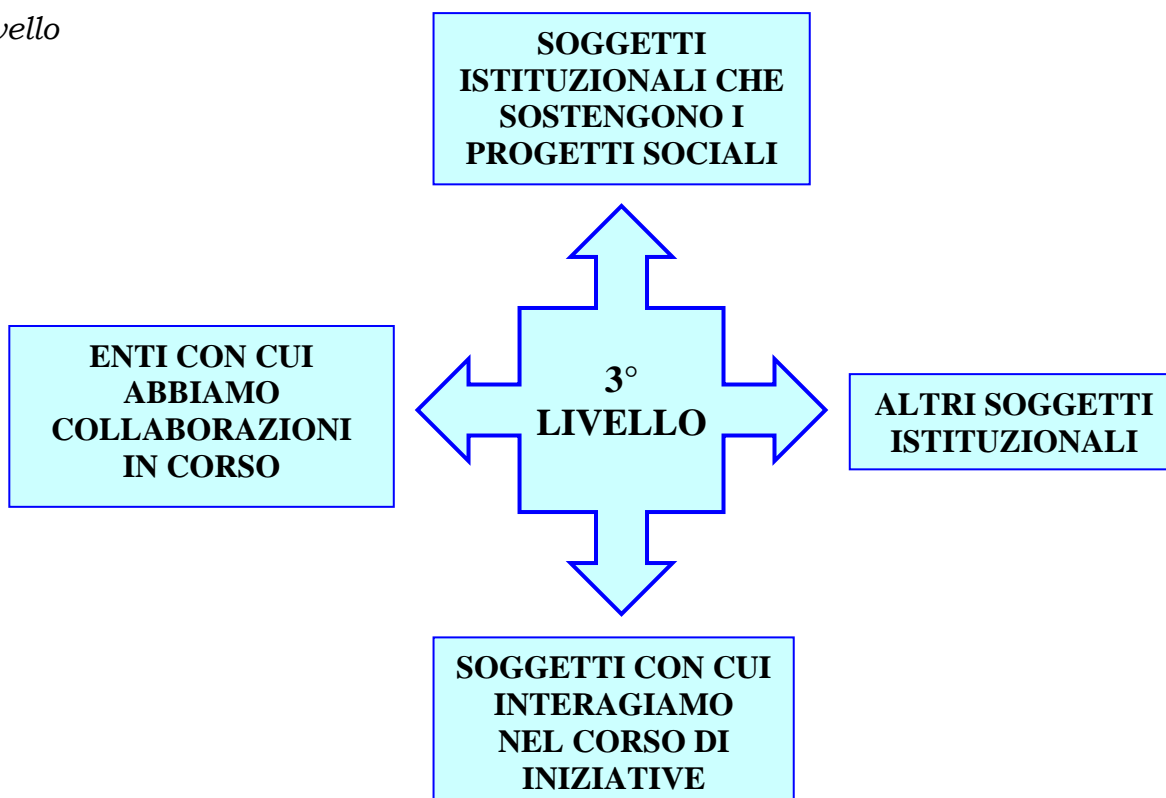 vello
SOGGETTI
ISTITUZIONALI CHE
SOSTENGONO I
PROGETTI SOCIALI
ENTI CON CUI
ABBIAMO
COLLABORAZIONI
IN CORSO
3°
LIVELLO
ALTRI SOGGETTI
ISTITUZIONALI
SOGGETTI CON CUI
INTERAGIAMO
NEL CORSO DI
INIZIATIVE